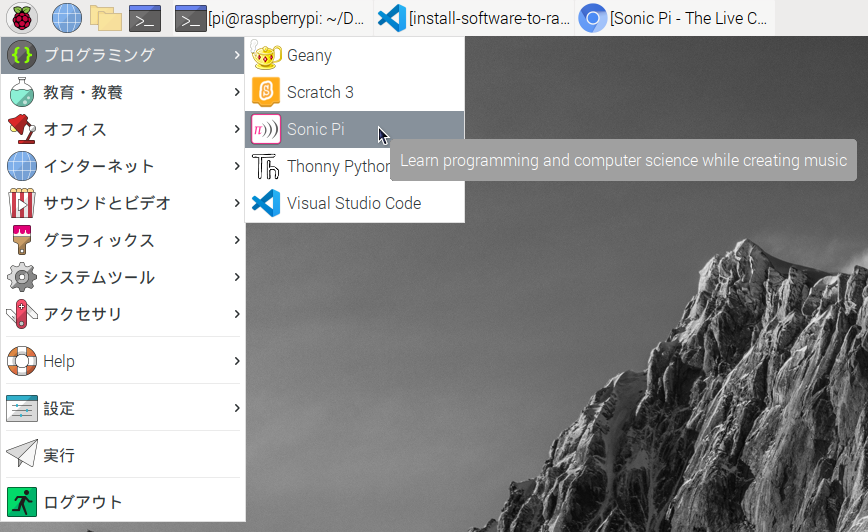 [pi@raspberrypi: ~/D...
[install-software-to-ra...
[Sonic Pi - The Live C...
プログラミング
教育・教養
オフィス
インターネット
サウンドとビデオ
グラフィックス
システムツール
アクセサリ
Help
設定
実行
ログアウト
Geany
Scratch 3
Sonic Pi
Thonny Python
Visual Studio Code
Learn programming and computer science while creating music